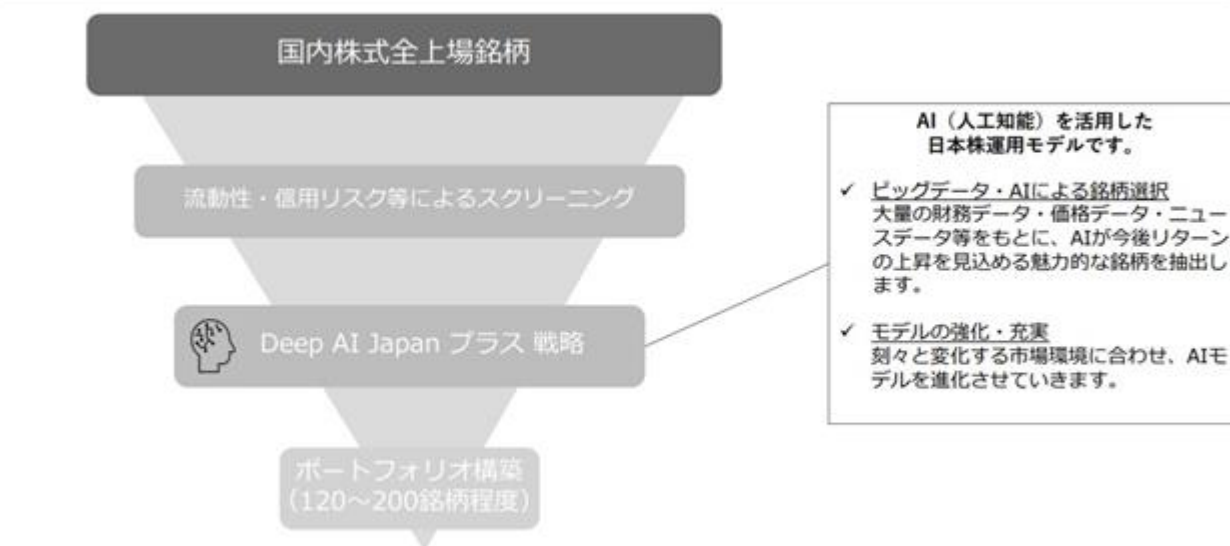 国内株式全上場銘柄
流動性・信用リスク等によるスクリーニング
Deep AI Japan プラス 戦略
ポートフォリオ構築
（120～200銘柄程度）
AI（人工知能）を活用した
日本株運用モデルです。
✓ ビッグデータ・AIによる銘柄選択
大量の財務データ・価格データ・ニュー
スデータ等をもとに、AIが今後リターン
の上昇を見込める魅力的な銘柄を抽出し
ます。
✓ モデルの強化・充実
刻々と変化する市場環境に合わせ、AIモ
デルを進化させていきます。